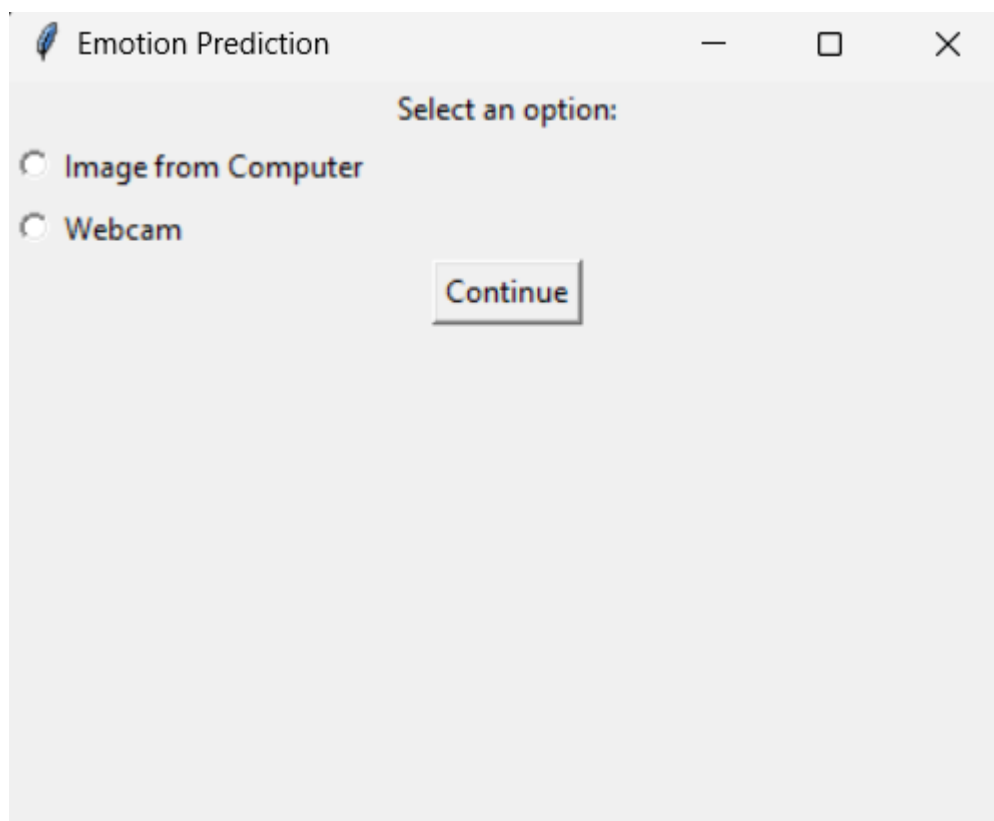 Emotion Prediction
Select an option:
Image from Computer
Webcam
Continue